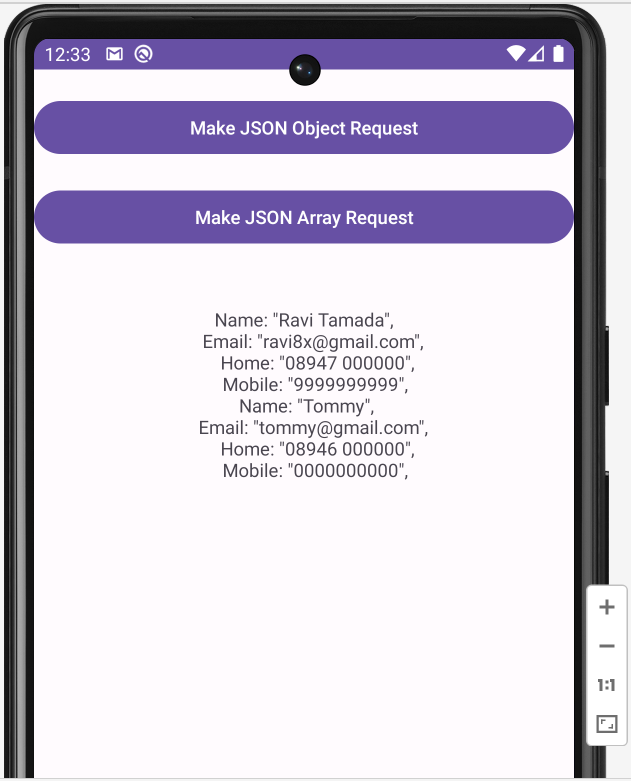 12:33
Make JSON Object Request
Make JSON Array Request
Name: "Ravi Tamada",
Email: "ravi8x@gmail.com",
Home: "08947 000000",
Mobile: "9999999999",
Name: "Tommy",
Email: "tommy@gmail.com",
Home: "08946 000000",
Mobile: "0000000000",
1:1